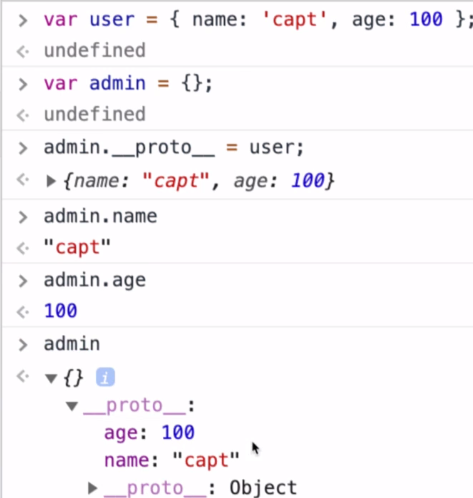 > var user = { name: 'capt', age: 100 };
undefined
> var admin = {};
undefined
> admin.__proto__ = user;
▶ {name: "capt", age: 100}
> admin.name
"capt"
> admin.age
100
> admin
▼ {} i
▼ __proto__:
age: 100
name: "capt"
▶ __proto__: Object